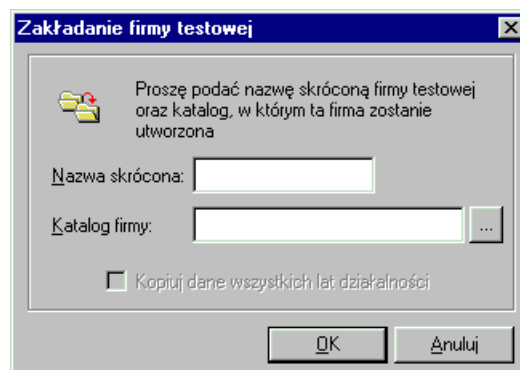 Zakładanie firmy testowej
Proszę podać nazwę skróconą firmy testowej
oraz katalog, w którym ta firma zostanie
utworzona
Nazwa skrócona:
Katalog firmy:
...
Kopiuj dane wszystkich lat działalności
OK
Anuluj